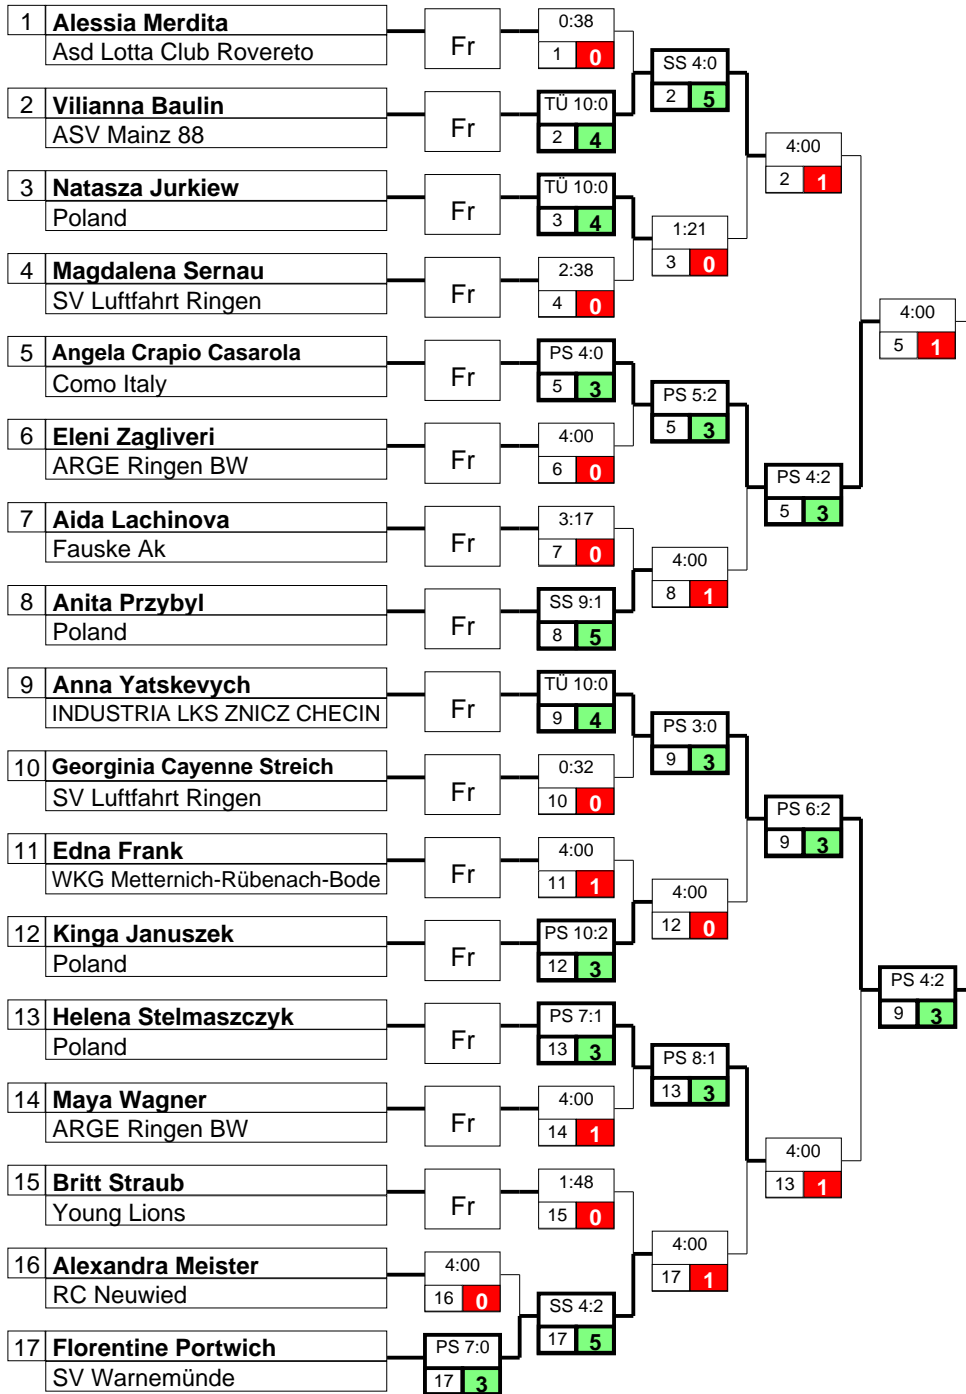 1 Alessia Merdita
Asd Lotta Club Rovereto
Fr
0:38
1 0
SS 4:0
2 5
2 Vilianna Baulin
ASV Mainz 88
Fr
TÜ 10:0
2 4
4:00
2 1
3 Natasza Jurkiew
Poland
Fr
TÜ 10:0
3 4
1:21
3 0
4 Magdalena Sernau
SV Luftfahrt Ringen
Fr
2:38
4 0
4:00
5 1
5 Angela Crapio Casarola
Como Italy
Fr
PS 4:0
5 3
PS 5:2
5 3
6 Eleni Zagliveri
ARGE Ringen BW
Fr
4:00
6 0
PS 4:2
5 3
7 Aida Lachinova
Fauske Ak
Fr
3:17
7 0
4:00
8 1
8 Anita Przybyl
Poland
Fr
SS 9:1
8 5
9 Anna Yatskevych
INDUSTRIA LKS ZNICZ CHECIN
Fr
TÜ 10:0
9 4
PS 3:0
9 3
10 Georginia Cayenne Streich
SV Luftfahrt Ringen
Fr
0:32
10 0
PS 6:2
9 3
11 Edna Frank
WKG Metternich-Rübenach-Bode
Fr
4:00
11 1
4:00
12 0
12 Kinga Januszek
Poland
Fr
PS 10:2
12 3
PS 4:2
9 3
13 Helena Stelmaszczyk
Poland
Fr
PS 7:1
13 3
PS 8:1
13 3
14 Maya Wagner
ARGE Ringen BW
Fr
4:00
14 1
4:00
13 1
15 Britt Straub
Young Lions
Fr
1:48
15 0
4:00
17 1
16 Alexandra Meister
RC Neuwied
4:00
16 0
SS 4:2
17 5
17 Florentine Portwich
SV Warnemünde
PS 7:0
17 3